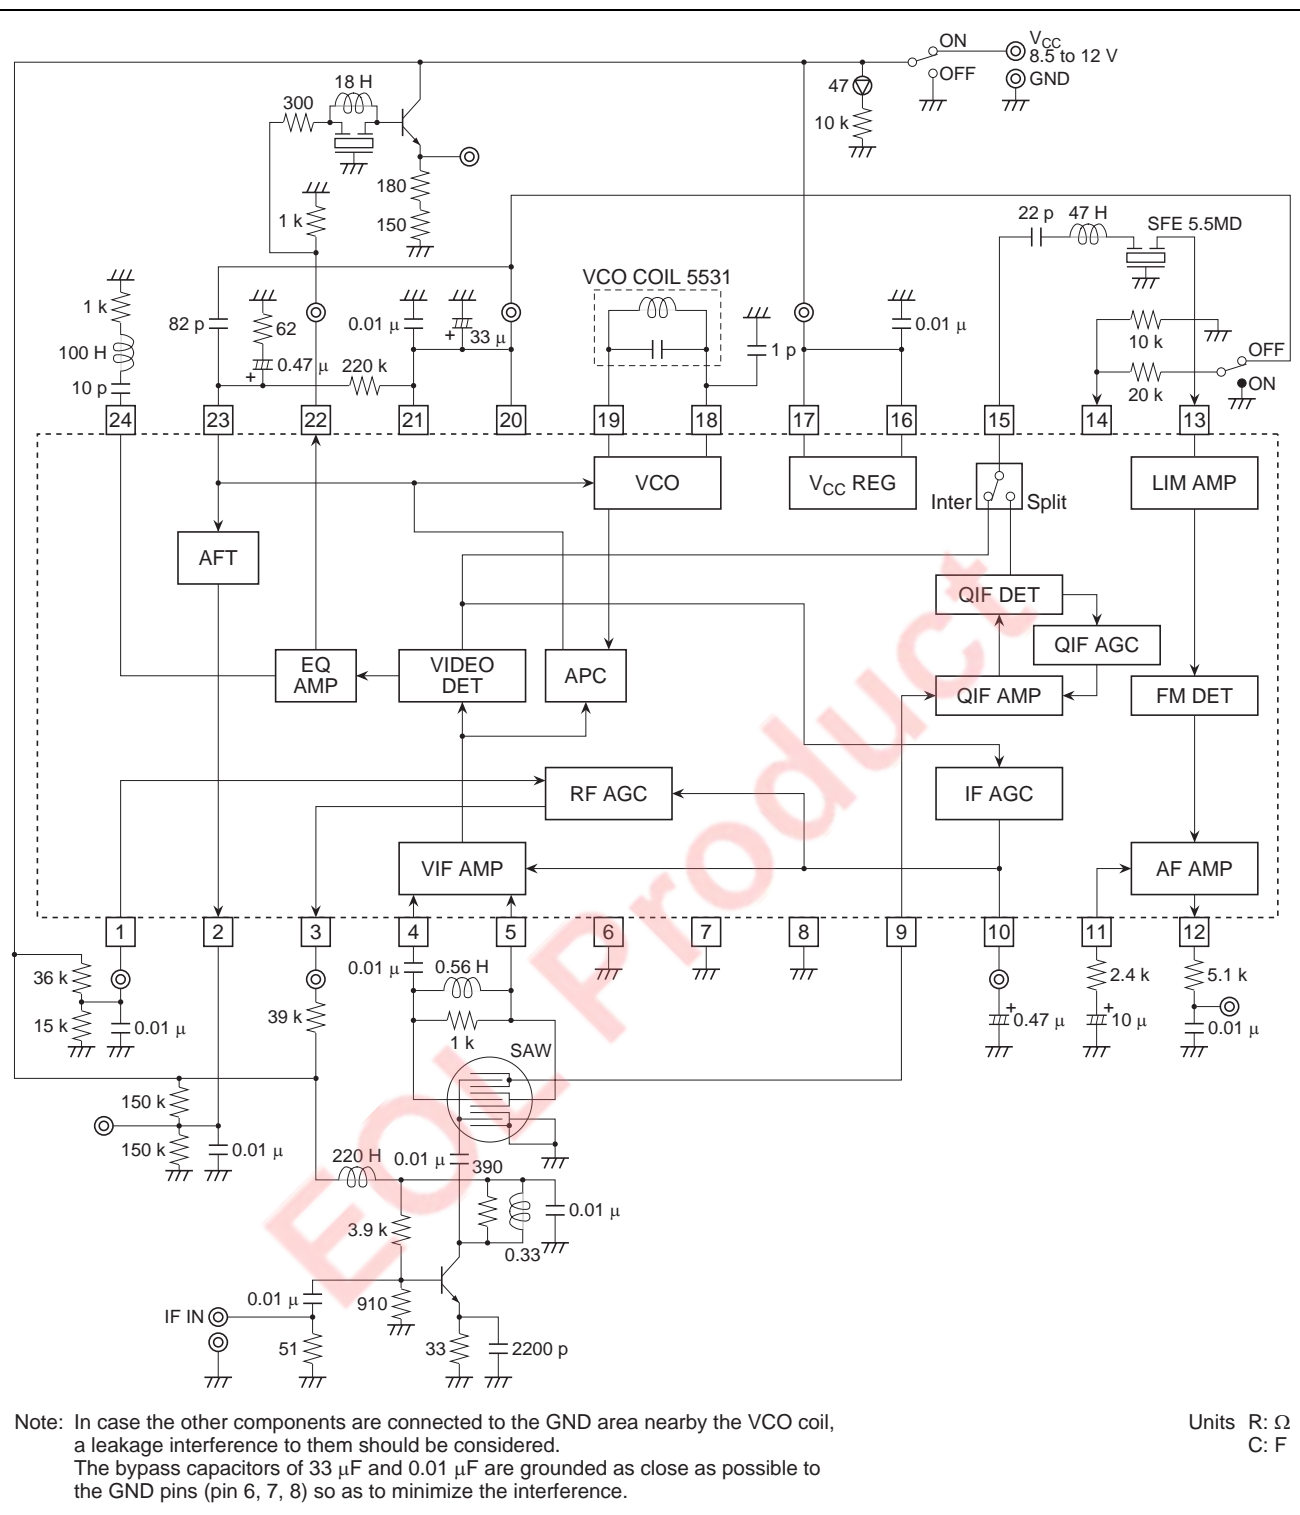 ON
VCC
8.5 to 12 V
OFF
GND
47
10 k
18 H
300
180
150
1 k
22 p
47 H
SFE 5.5MD
VCO COIL 5531
1 k
82 p
62
0.01 μ
33 μ
+
0.01 μ
10 k
100 H
0.47 μ
+
220 k
1 p
OFF
10 p
20 k
ON
24
23
22
21
20
19
18
17
16
15
14
13
VCO
VCC REG
Inter
Split
LIM AMP
AFT
QIF DET
QIF AGC
EQ
AMP
VIDEO
DET
APC
QIF AMP
FM DET
RF AGC
IF AGC
VIF AMP
AF AMP
1
2
3
4
5
6
7
8
9
10
11
12
36 k
0.01 μ
0.56 H
2.4 k
5.1 k
15 k
0.01 μ
39 k
1 k
+
0.47 μ
+
10 μ
0.01 μ
SAW
150 k
150 k
0.01 μ
220 H
0.01 μ
390
3.9 k
0.01 μ
0.33
0.01 μ
910
IF IN
51
33
2200 p
EOL Product
Note: In case the other components are connected to the GND area nearby the VCO coil,
a leakage interference to them should be considered.
The bypass capacitors of 33 μF and 0.01 μF are grounded as close as possible to
the GND pins (pin 6, 7, 8) so as to minimize the interference.
Units R: Ω
C: F